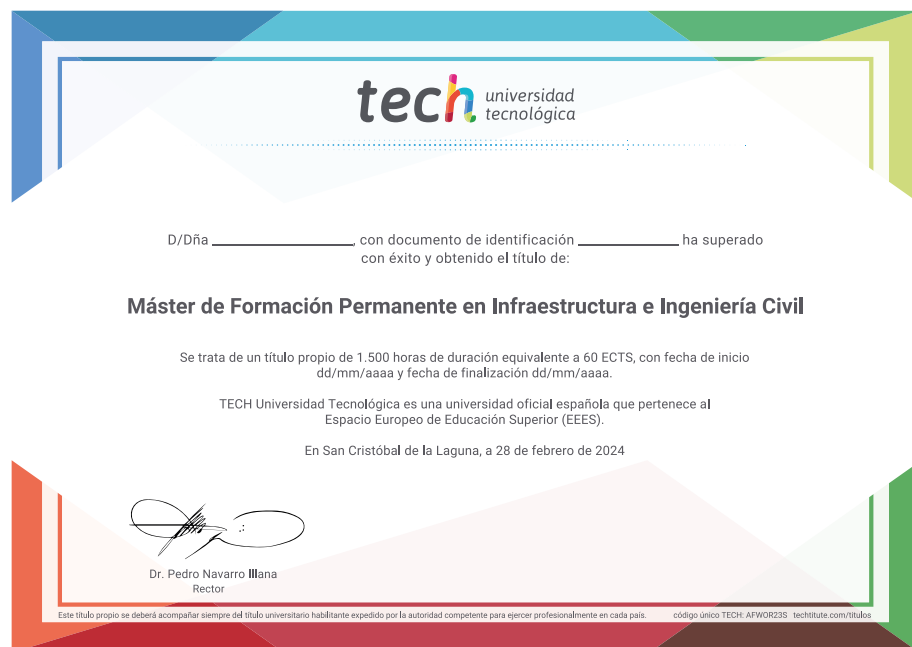 tech universidad
tecnológica
D/Dña ________________, con documento de identificación ____________ ha superado
con éxito y obtenido el título de:
Máster de Formación Permanente en Infraestructura e Ingeniería Civil
Se trata de un título propio de 1.500 horas de duración equivalente a 60 ECTS, con fecha de inicio
dd/mm/aaaa y fecha de finalización dd/mm/aaaa.
TECH Universidad Tecnológica es una universidad oficial española que pertenece al
Espacio Europeo de Educación Superior (EEES).
En San Cristóbal de la Laguna, a 28 de febrero de 2024
Dr. Pedro Navarro Illana
Rector
Este título propio se deberá acompañar siempre del título universitario habilitante expedido por la autoridad competente para ejercer profesionalmente en cada país. código único TECH: AFWOR23S techtitute.com/titulos